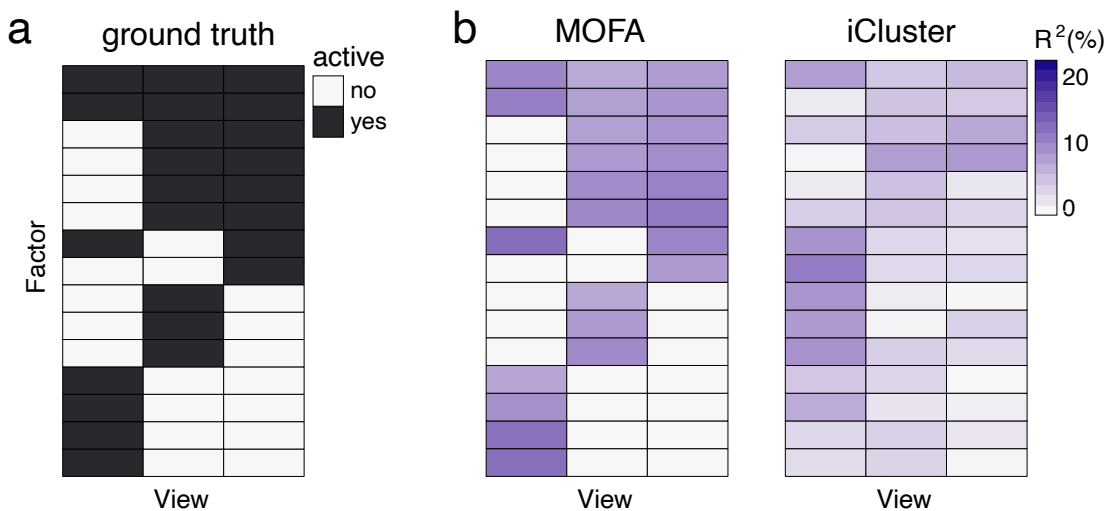 a
ground truth
active
no
yes
Factor
View
b
MOFA
iCluster
R²(%)
20
10
0
View
View